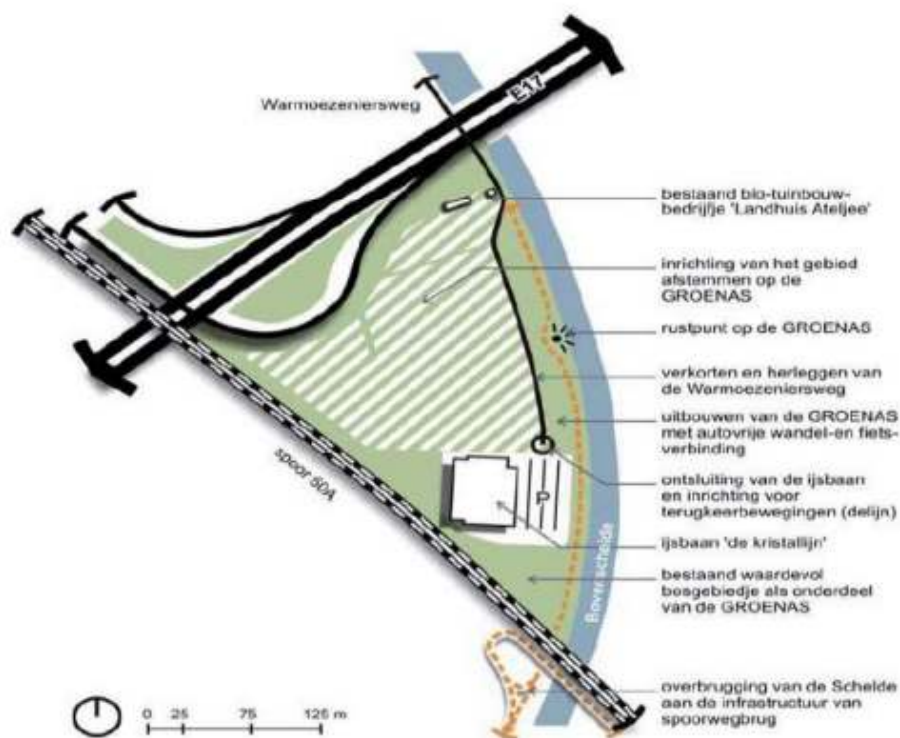 E17
Warmoezeniersweg
bestaand bio-tuinbouw-
bedrijfje 'Landhuis Ateljee'
inrichting van het gebied
afstemmen op de
GROENAS
rustpunt op de GROENAS
verkorten en herleggen van
de Warmoezeniersweg
uitbouwen van de GROENAS
met autovrije wandel-en fiets-
verbinding
spoor 50A
ontsluiting van de ijsbaan
en inrichting voor
terugkeerbewegingen (delijn)
P
ijsbaan 'de kristallijn'
bestaand waardevol
bosgebiedje als onderdeel
van de GROENAS
Bovenschelde
overbrugging van de Schelde
aan de infrastructuur van
spoorwegbrug
0 25 75 125 m